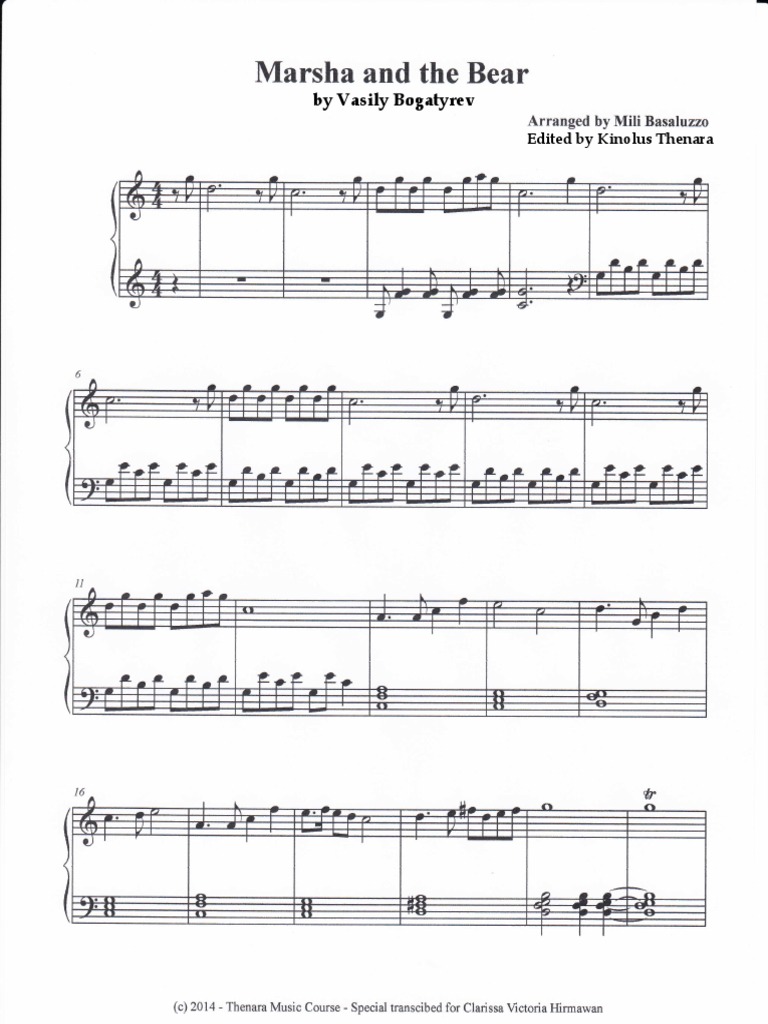 Marsha and the Bear
by Vasily Bogatyrev
Arranged by Mili Basaluzzo
Edited by Kinolus Thenara
6
11
16
tr
(c) 2014 - Thenara Music Course - Special transcibed for Clarissa Victoria Hirmawan